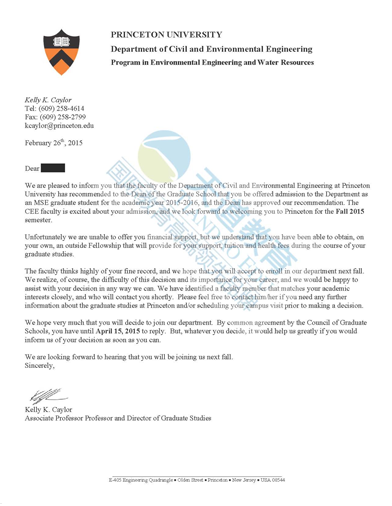 PRINCETON UNIVERSITY
Department of Civil and Environmental Engineering
Program in Environmental Engineering and Water Resources
Kelly K. Caylor
Tel: (609) 258-4614
Fax: (609) 258-2799
kcaylor@princeton.edu
February 26th, 2015
Dear
We are pleased to inform you that the faculty of the Department of Civil and Environmental Engineering at Princeton
University has recommended to the Dean of the Graduate School that you be offered admission to the Department as
an MSE graduate student for the academic year 2015-2016, and the Dean has approved our recommendation. The
CEE faculty is excited about your admission, and we look forward to welcoming you to Princeton for the Fall 2015
semester.
Unfortunately we are unable to offer you financial support, but we understand that you have been able to obtain, on
your own, an outside Fellowship that will provide for your support, tuition and health fees during the course of your
graduate studies.
The faculty thinks highly of your fine record, and we hope that you will accept to enroll in our department next fall.
We realize, of course, the difficulty of this decision and its importance for your career, and we would be happy to
assist with your decision in any way we can. We have identified a faculty member that matches your academic
interests closely, and who will contact you shortly. Please feel free to contact him/her if you need any further
information about the graduate studies at Princeton and/or scheduling your campus visit prior to making a decision.
We hope very much that you will decide to join our department. By common agreement by the Council of Graduate
Schools, you have until April 15, 2015 to reply. But, whatever you decide, it would help us greatly if you would
inform us of your decision as soon as you can.
We are looking forward to hearing that you will be joining us next fall.
Sincerely,
Kelly K. Caylor
Associate Professor Professor and Director of Graduate Studies
E-405 Engineering Quadrangle • Olden Street • Princeton • New Jersey • USA 08544